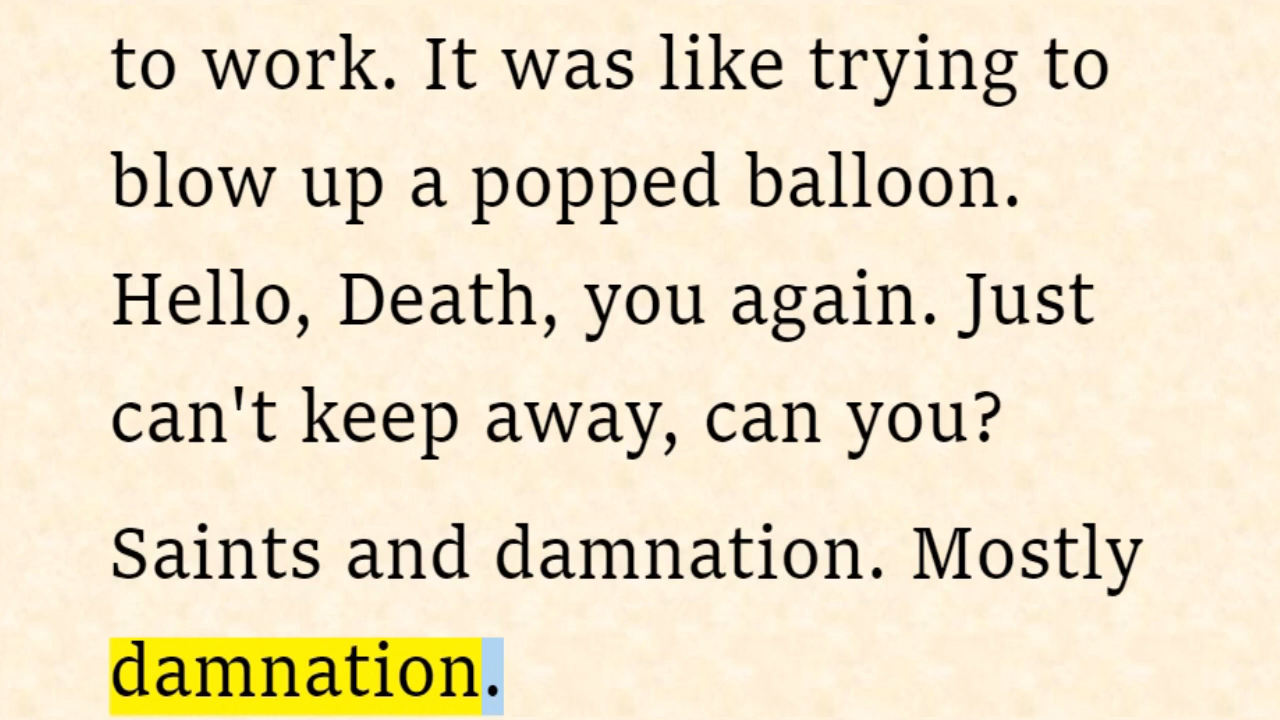 to work. It was like trying to
blow up a popped balloon.
Hello, Death, you again. Just
can't keep away, can you?
Saints and damnation. Mostly
damnation.